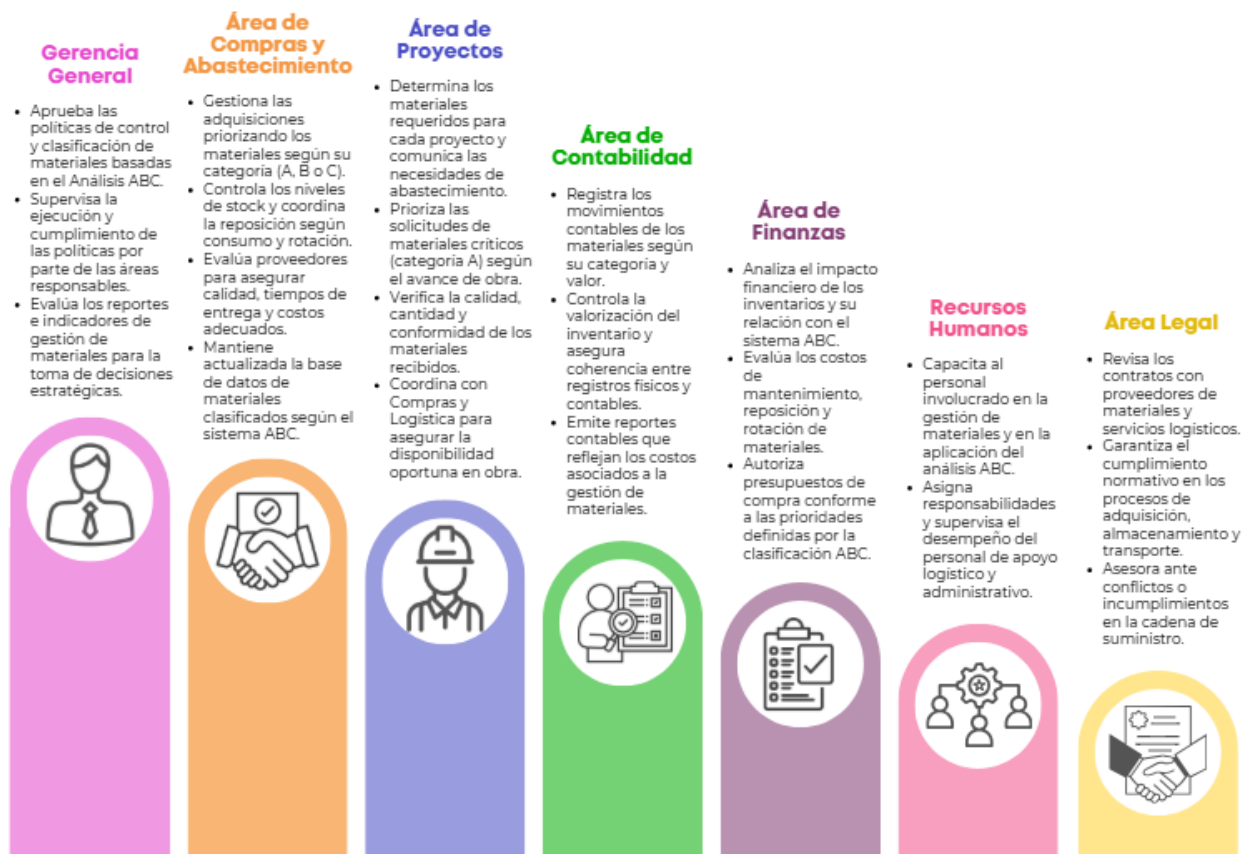 Gerencia
General
• Aprueba las
políticas de control
y clasificación de
materiales basadas
en el Análisis ABC.
• Supervisa la
ejecución y
cumplimiento de
las políticas por
parte de las áreas
responsables.
• Evalúa los reportes
e indicadores de
gestión de
materiales para la
toma de decisiones
estratégicas.
Área de
Compras y
Abastecimiento
• Gestiona las
adquisiciones
priorizando los
materiales según su
categoría (A, B o C).
• Controla los niveles
de stock y coordina
la reposición según
consumo y rotación.
• Evalúa proveedores
para asegurar
calidad, tiempos de
entrega y costos
adecuados.
• Mantiene
actualizada la base
de datos de
materiales
clasificados según el
sistema ABC.
Área de
Proyectos
• Determina los
materiales
requeridos para
cada proyecto y
comunica las
necesidades de
abastecimiento.
• Prioriza las
solicitudes de
materiales críticos
(categoría A) según
el avance de obra.
• Verifica la calidad,
cantidad y
conformidad de los
materiales
recibidos.
• Coordina con
Compras y
Logística para
asegurar la
disponibilidad
oportuna en obra.
Área de
Contabilidad
• Registra los
movimientos
contables de los
materiales según
su categoría y
valor.
• Controla la
valorización del
inventario y
asegura
coherencia entre
registros físicos y
contables.
• Emite reportes
contables que
reflejan los costos
asociados a la
gestión de
materiales.
Área de
Finanzas
• Analiza el impacto
financiero de los
inventarios y su
relación con el
sistema ABC.
• Evalúa los costos
de
mantenimiento,
reposición y
rotación de
materiales.
• Autoriza
presupuestos de
compra conforme
a las prioridades
definidas por la
clasificación ABC.
Recursos
Humanos
• Capacita al
personal
involucrado en la
gestión de
materiales y en la
aplicación del
análisis ABC.
• Asigna
responsabilidades
y supervisa el
desempeño del
personal de apoyo
logístico y
administrativo.
Área Legal
• Revisa los
contratos con
proveedores de
materiales y
servicios logísticos.
• Garantiza el
cumplimiento
normativo en los
procesos de
adquisición,
almacenamiento y
transporte.
• Asesora ante
conflictos o
incumplimientos
en la cadena de
suministro.